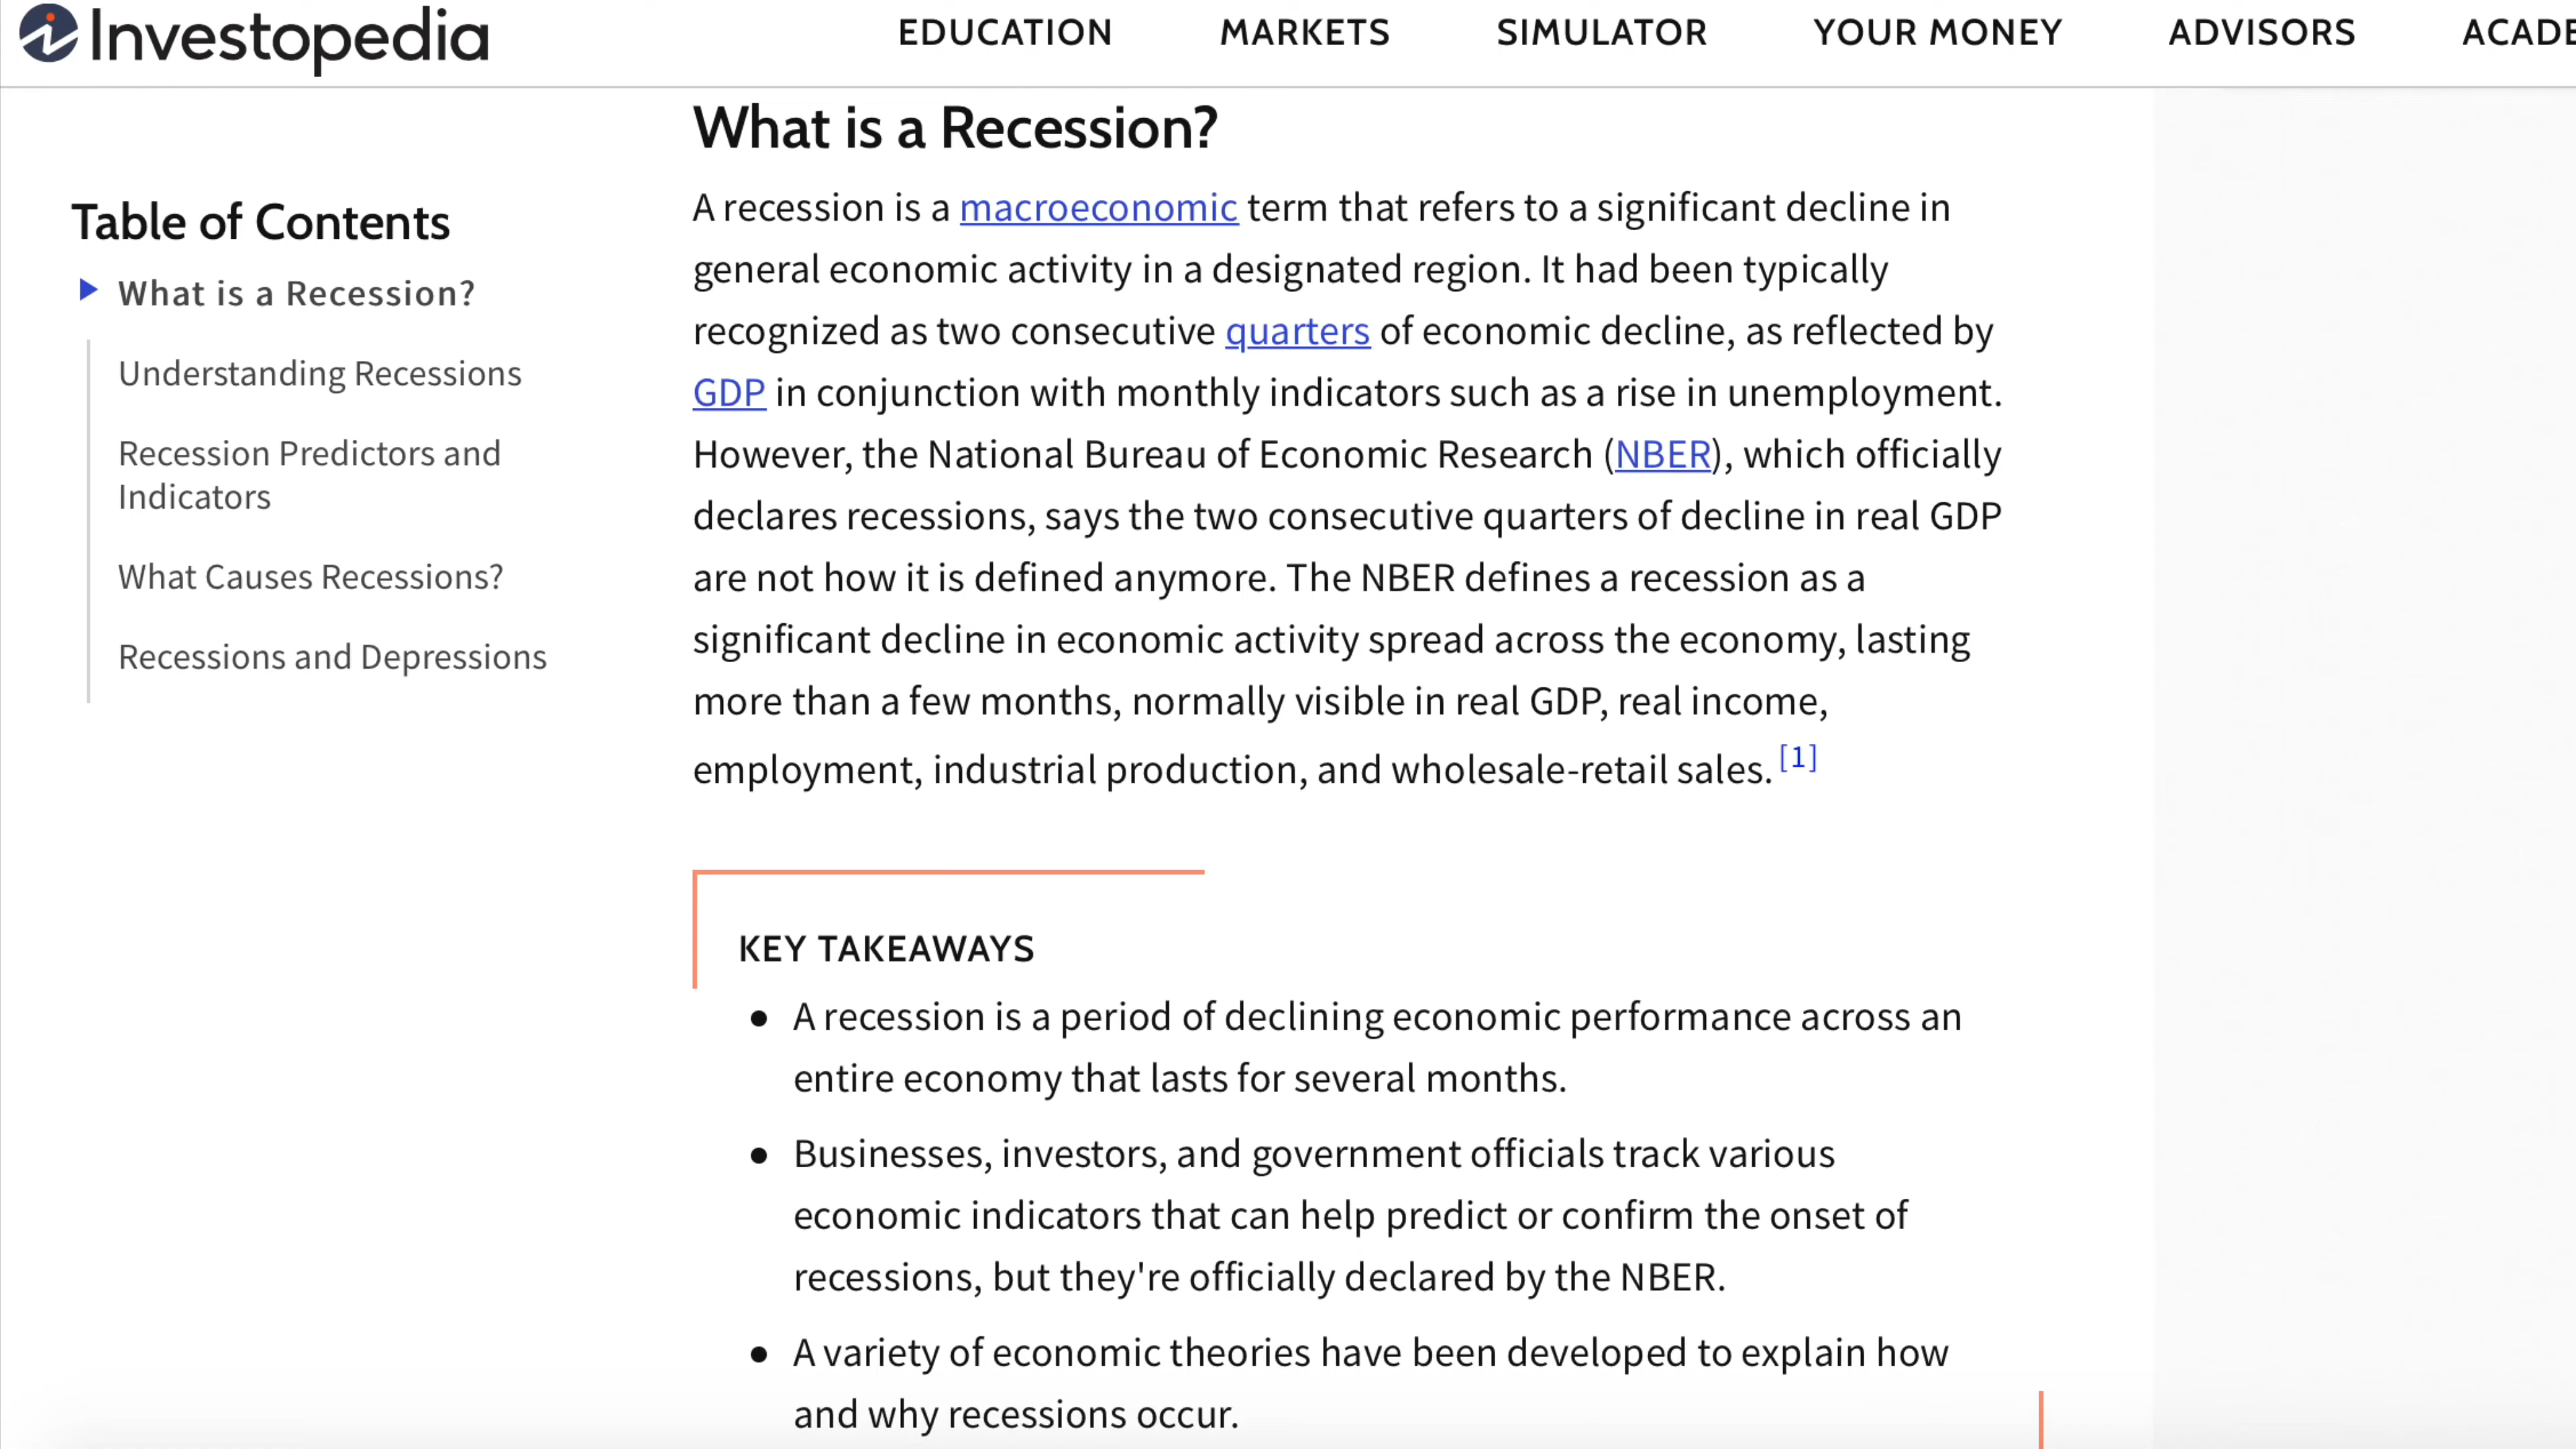 Investopedia
EDUCATION MARKETS SIMULATOR YOUR MONEY ADVISORS ACADE
Table of Contents
What is a Recession?
Understanding Recessions
Recession Predictors and
Indicators
What Causes Recessions?
Recessions and Depressions
What is a Recession?
A recession is a macroeconomic term that refers to a significant decline in
general economic activity in a designated region. It had been typically
recognized as two consecutive quarters of economic decline, as reflected by
GDP in conjunction with monthly indicators such as a rise in unemployment.
However, the National Bureau of Economic Research (NBER), which officially
declares recessions, says the two consecutive quarters of decline in real GDP
are not how it is defined anymore. The NBER defines a recession as a
significant decline in economic activity spread across the economy, lasting
more than a few months, normally visible in real GDP, real income,
employment, industrial production, and wholesale-retail sales. [1]
KEY TAKEAWAYS
• A recession is a period of declining economic performance across an
entire economy that lasts for several months.
• Businesses, investors, and government officials track various
economic indicators that can help predict or confirm the onset of
recessions, but they're officially declared by the NBER.
• A variety of economic theories have been developed to explain how
and why recessions occur.